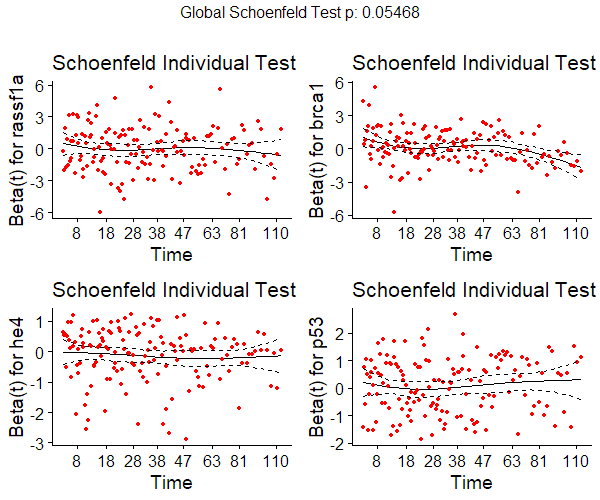 Global Schoenfeld Test p: 0.05468
Schoenfeld Individual Test
Beta(t) for rassf1a
6
3
0
-3
-6
8 18 28 38 47 63 81 110
Time
Schoenfeld Individual Test
Beta(t) for brca1
6
3
0
-3
-6
8 18 28 38 47 63 81 110
Time
Schoenfeld Individual Test
Beta(t) for he4
1
0
-1
-2
-3
8 18 28 38 47 63 81 110
Time
Schoenfeld Individual Test
Beta(t) for p53
2
1
0
-1
-2
8 18 28 38 47 63 81 110
Time